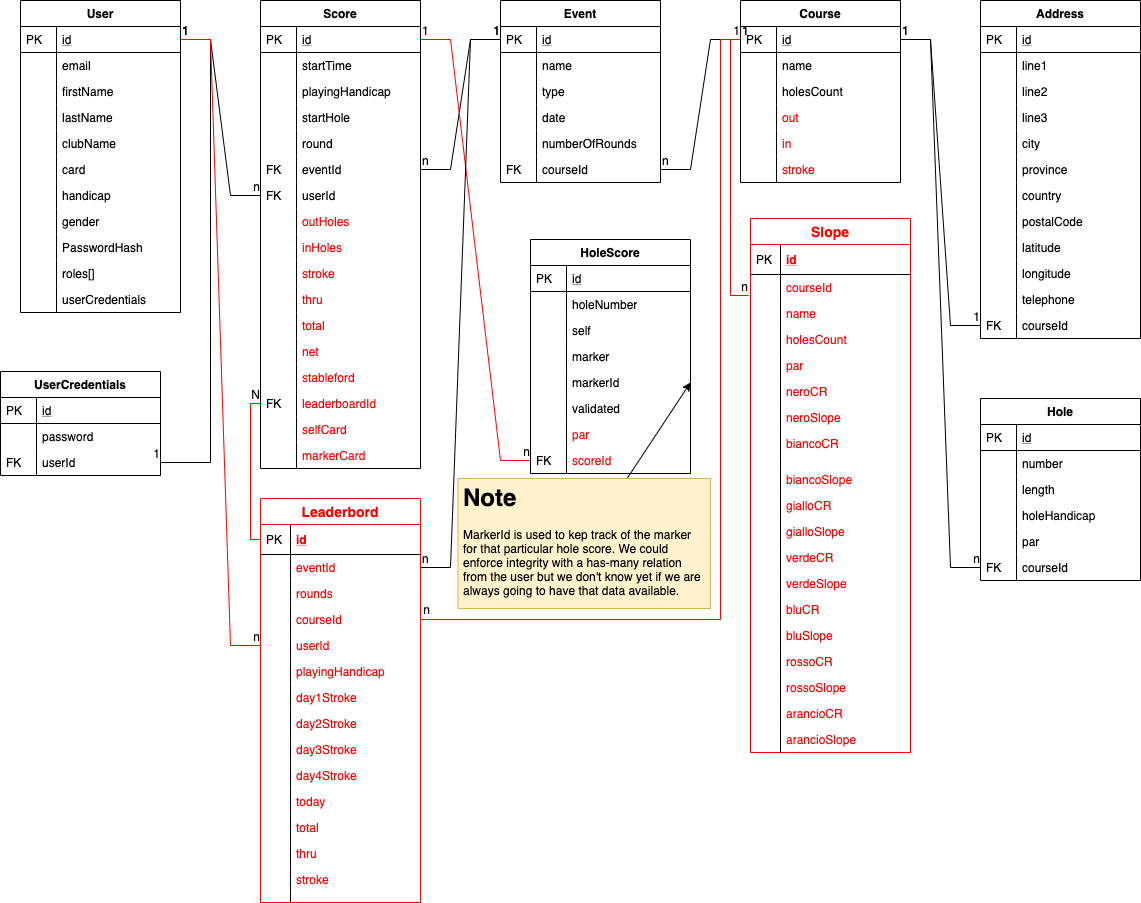 User
PK id
email
firstName
lastName
clubName
card
handicap
gender
PasswordHash
roles[]
userCredentials
1
UserCredentials
PK id
password
FK userId
1
Score
PK id
startTime
playingHandicap
startHole
round
FK eventId
FK userId
outHoles
inHoles
stroke
thru
total
net
stableford
FK leaderboardId
selfCard
markerCard
1
n
n
N
Leaderbord
PK id
eventId
rounds
courseId
userId
playingHandicap
day1Stroke
day2Stroke
day3Stroke
day4Stroke
today
total
thru
stroke
n
n
n
Event
PK id
name
type
date
numberOfRounds
FK courseId
1
n
HoleScore
PK id
holeNumber
self
marker
markerId
validated
par
FK scoreId
n
Note
MarkerId is used to kep track of the marker
for that particular hole score. We could
enforce integrity with a has-many relation
from the user but we don't know yet if we are
always going to have that data available.
Course
PK id
name
holesCount
out
in
stroke
1
1
1
Slope
PK id
courseId
name
holesCount
par
neroCR
neroSlope
biancoCR
biancoSlope
gialloCR
gialloSlope
verdeCR
verdeSlope
bluCR
bluSlope
rossoCR
rossoSlope
arancioCR
arancioSlope
n
Address
PK id
line1
line2
line3
city
province
country
postalCode
latitude
longitude
telephone
FK courseId
1
Hole
PK id
number
length
holeHandicap
par
FK courseId
n